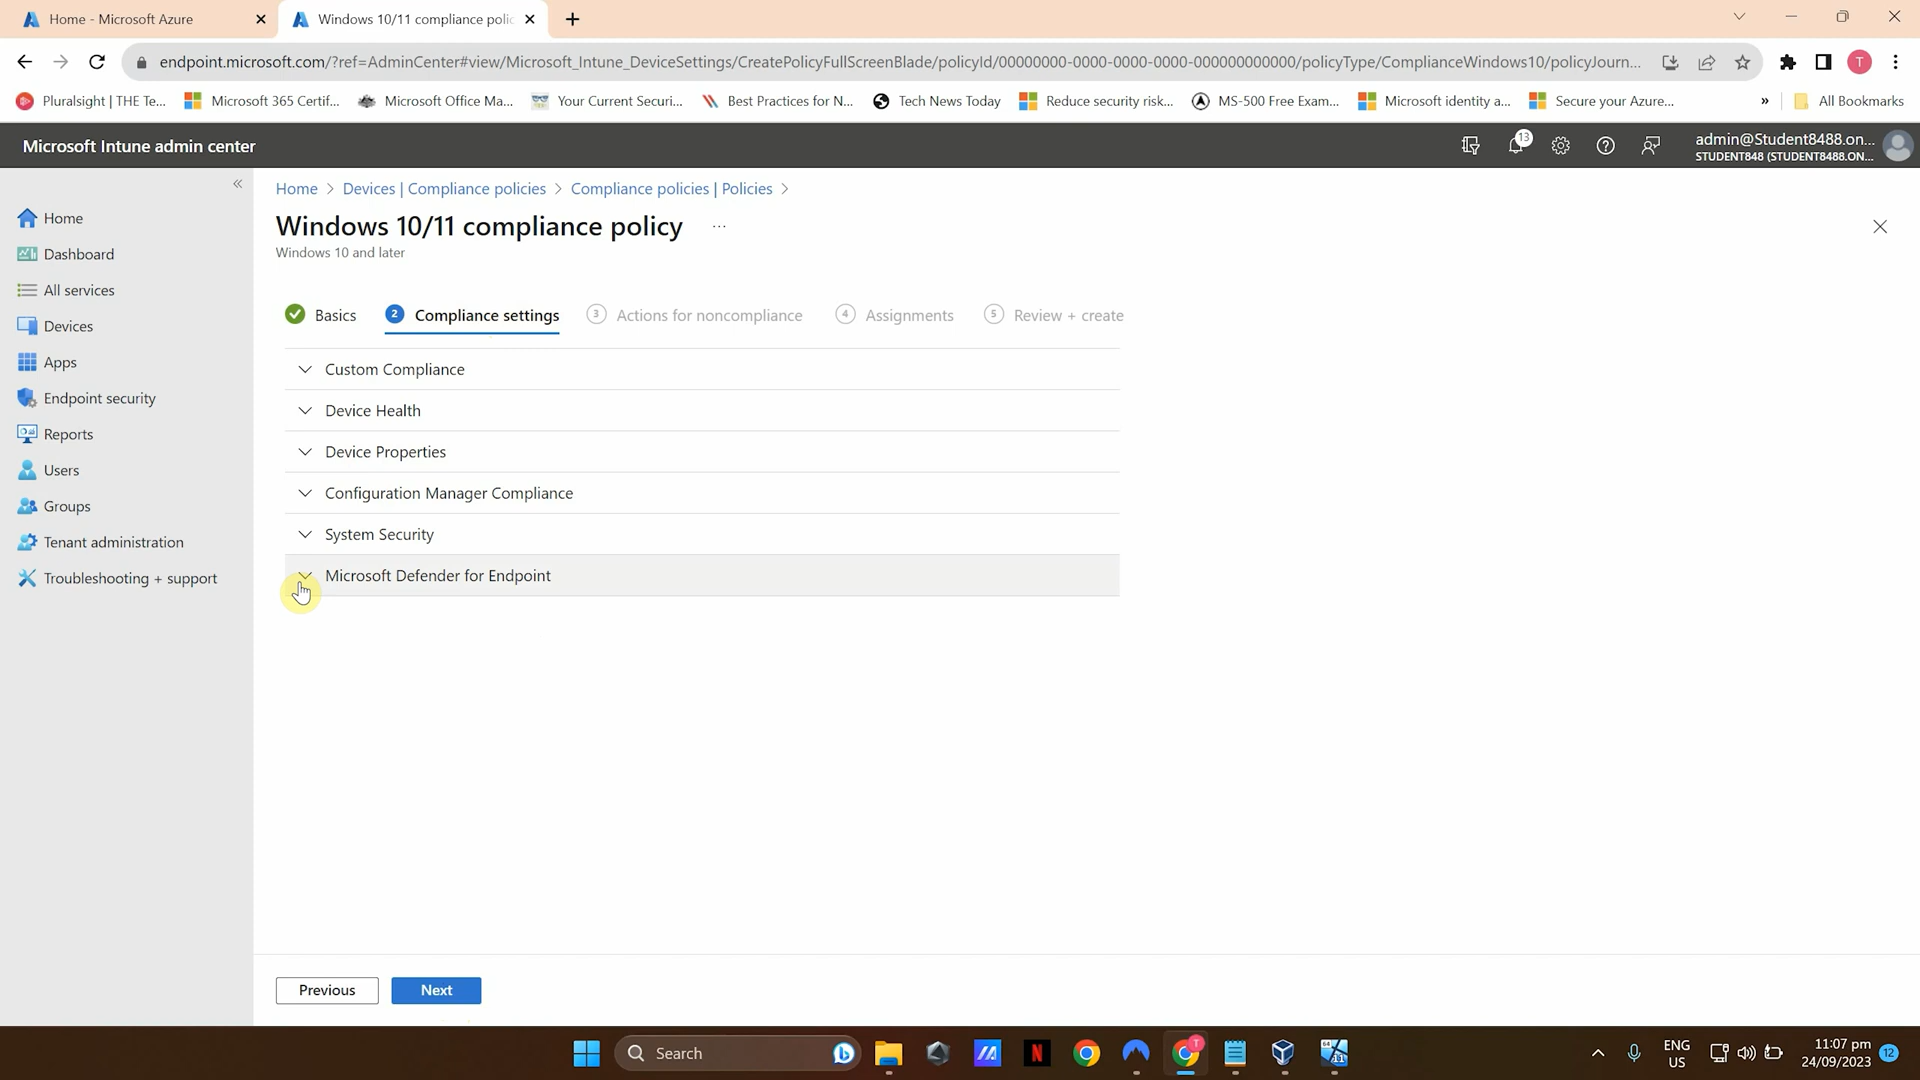 Home - Microsoft Azure
Windows 10/11 compliance polic
endpoint.microsoft.com/?ref=AdminCenter#view/Microsoft_Intune_DeviceSettings/CreatePolicyFullScreenBlade/policyId/00000000-0000-0000-0000-000000000000/policyType/ComplianceWindows10/policyJourn...
T
Pluralsight | THE Te...
Microsoft 365 Certif...
Microsoft Office Ma...
Your Current Securi...
Best Practices for N...
Tech News Today
Reduce security risk...
MS-500 Free Exam...
Microsoft identity a...
Secure your Azure...
»
All Bookmarks
Microsoft Intune admin center
13
admin@Student8488.on...
STUDENT848 (STUDENT8488.ON...
«
Home
Dashboard
All services
Devices
Apps
Endpoint security
Reports
Users
Groups
Tenant administration
Troubleshooting + support
Home > Devices | Compliance policies > Compliance policies | Policies >
Windows 10/11 compliance policy ...
Windows 10 and later
Basics
2 Compliance settings
3 Actions for noncompliance
4 Assignments
5 Review + create
Custom Compliance
Device Health
Device Properties
Configuration Manager Compliance
System Security
Microsoft Defender for Endpoint
Previous
Next
Search
T
64
11
ENG
US
11:07 pm
24/09/2023
12